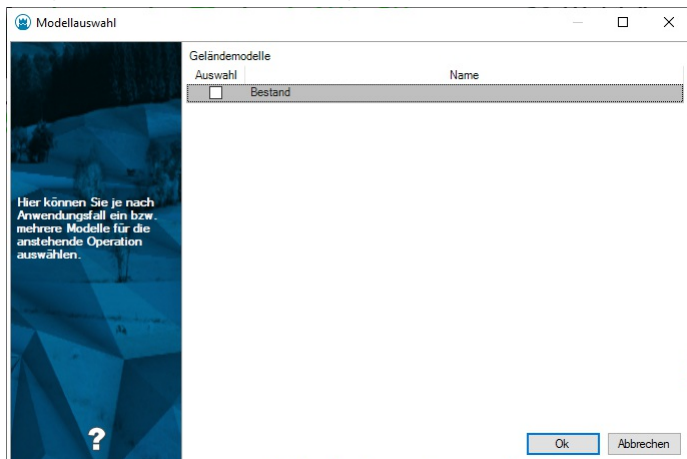 Modellauswahl
Geländemodelle
Auswahl Name
Bestand
Hier können Sie je nach
Anwendungsfall ein bzw.
mehrere Modelle für die
anstehende Operation
auswählen.
?
Ok Abbrechen